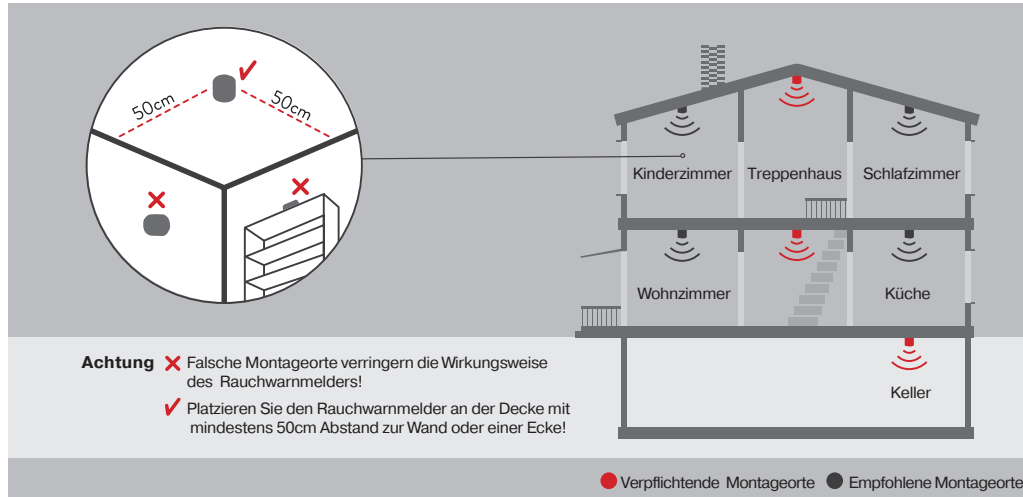 50cm
50cm
Kinderzimmer
Treppenhaus
Schlafzimmer
Wohnzimmer
Küche
Keller
Achtung
Falsche Montageorte verringern die Wirkungsweise
des Rauchwarnmelders!
Platzieren Sie den Rauchwarnmelder an der Decke mit
mindestens 50cm Abstand zur Wand oder einer Ecke!
Verpflichtende Montageorte
Empfohlene Montageorte